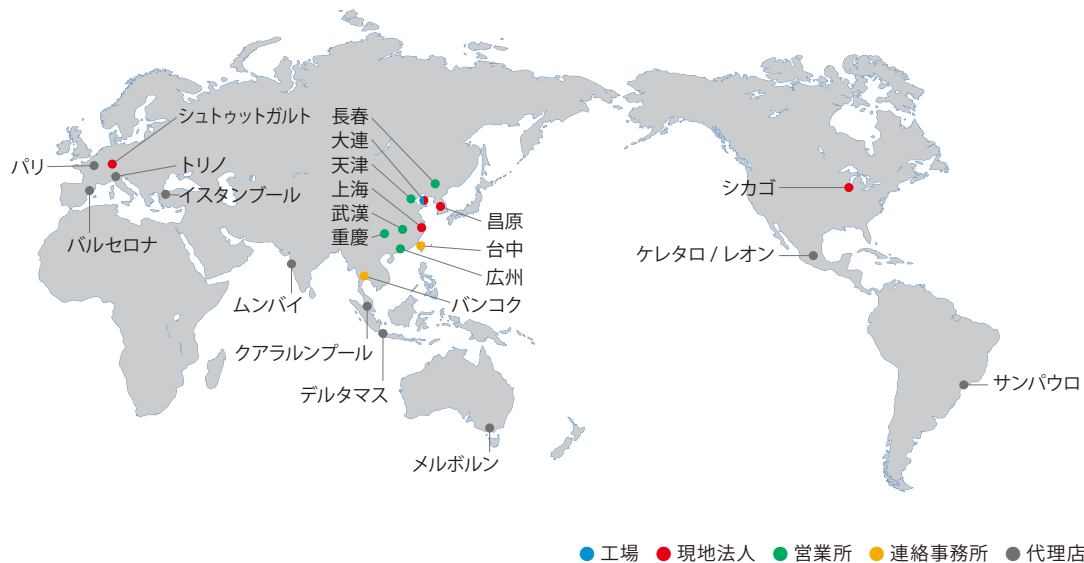 シュトゥットガルト
パリ
トリノ
イスタンブール
バルセロナ
長春
大連
天津
上海
武漢
重慶
昌原
台中
広州
バンコク
ムンバイ
クアラルンプール
デルタマス
メルボルン
シカゴ
ケレタロ / レオン
サンパウロ
工場 現地法人 営業所 連絡事務所 代理店